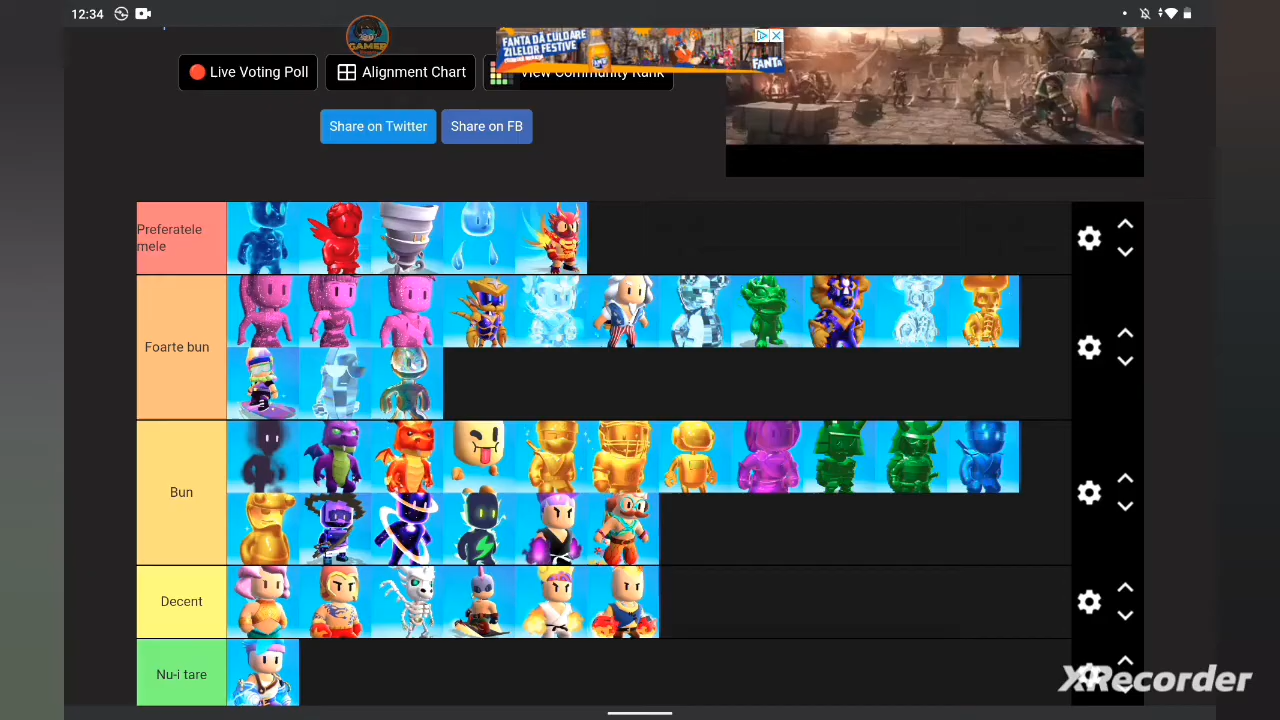 12:34
GAMER
FANTA DĂ CULOARE
ZILELOR FESTIVE
FANTA
Live Voting Poll
Alignment Chart
View Community Rank
Share on Twitter
Share on FB
Preferatele
mele
Foarte bun
Bun
Decent
Nu-i tare
XRecorder